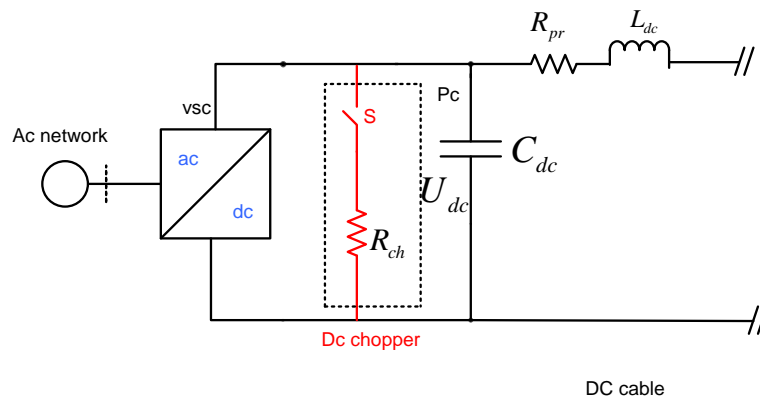 R_pr
L_dc
vsc
Pc
S
Ac network
ac
C_dc
U_dc
dc
R_ch
Dc chopper
DC cable